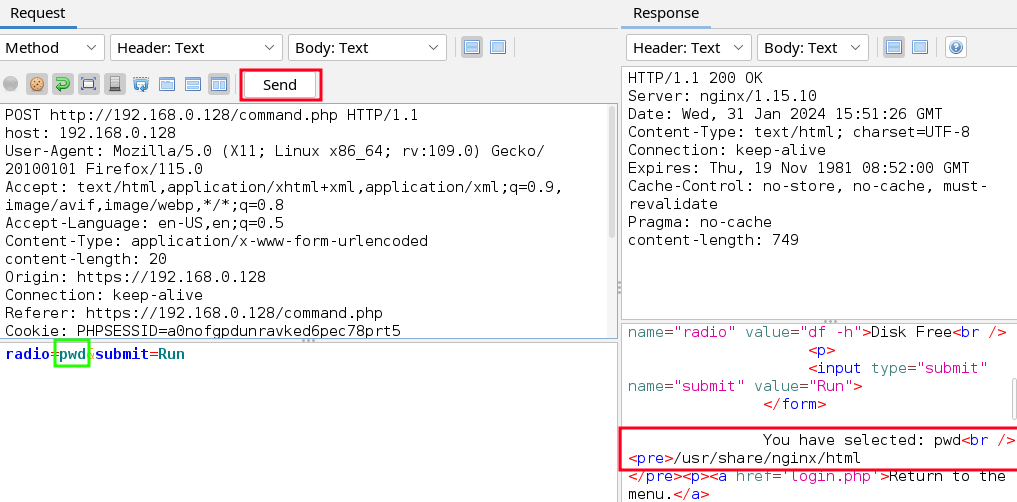 Request
Method Header: Text Body: Text
Send
POST http://192.168.0.128/command.php HTTP/1.1
host: 192.168.0.128
User-Agent: Mozilla/5.0 (X11; Linux x86_64; rv:109.0) Gecko/
20100101 Firefox/115.0
Accept: text/html,application/xhtml+xml,application/xml;q=0.9,
image/avif,image/webp,*/*;q=0.8
Accept-Language: en-US,en;q=0.5
Content-Type: application/x-www-form-urlencoded
content-length: 20
Origin: https://192.168.0.128
Connection: keep-alive
Referer: https://192.168.0.128/command.php
Cookie: PHPSESSID=a0nofgpdunravked6pec78prt5
radio=pwd&submit=Run
Response
Header: Text Body: Text
HTTP/1.1 200 OK
Server: nginx/1.15.10
Date: Wed, 31 Jan 2024 15:51:26 GMT
Content-Type: text/html; charset=UTF-8
Connection: keep-alive
Expires: Thu, 19 Nov 1981 08:52:00 GMT
Cache-Control: no-store, no-cache, must-
revalidate
Pragma: no-cache
content-length: 749
name="radio" value="df -h">Disk Free<br />
<p>
<input type="submit"
name="submit" value="Run">
</form>
You have selected: pwd<br />
<pre>/usr/share/nginx/html
</pre><p><a href='login.php'>Return to the
menu.</a>